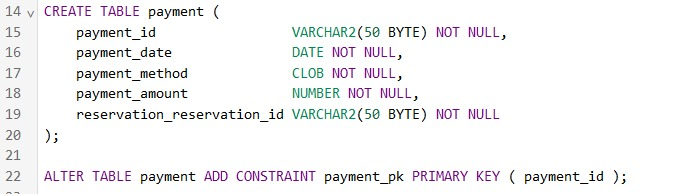 14 CREATE TABLE payment (
15     payment_id                  VARCHAR2(50 BYTE) NOT NULL,
16     payment_date                DATE NOT NULL,
17     payment_method              CLOB NOT NULL,
18     payment_amount              NUMBER NOT NULL,
19     reservation_reservation_id VARCHAR2(50 BYTE) NOT NULL
20 );
21
22 ALTER TABLE payment ADD CONSTRAINT payment_pk PRIMARY KEY ( payment_id );